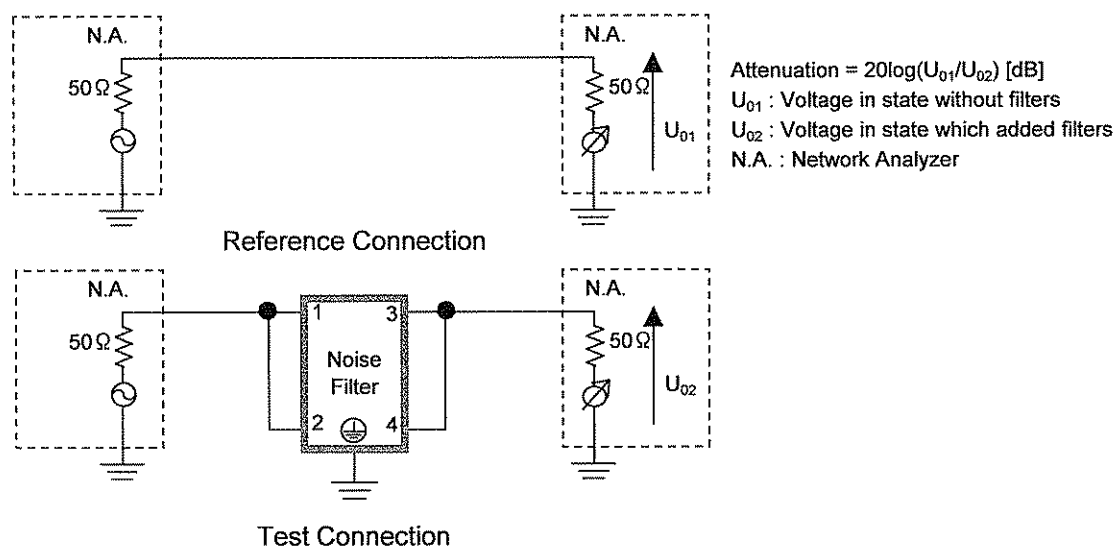 N.A.
50Ω
N.A.
50Ω
U₀₁
Attenuation = 20log(U₀₁/U₀₂) [dB]
U₀₁ : Voltage in state without filters
U₀₂ : Voltage in state which added filters
N.A. : Network Analyzer
Reference Connection
N.A.
50Ω
1 3
Noise
Filter
2 4
N.A.
50Ω
U₀₂
Test Connection